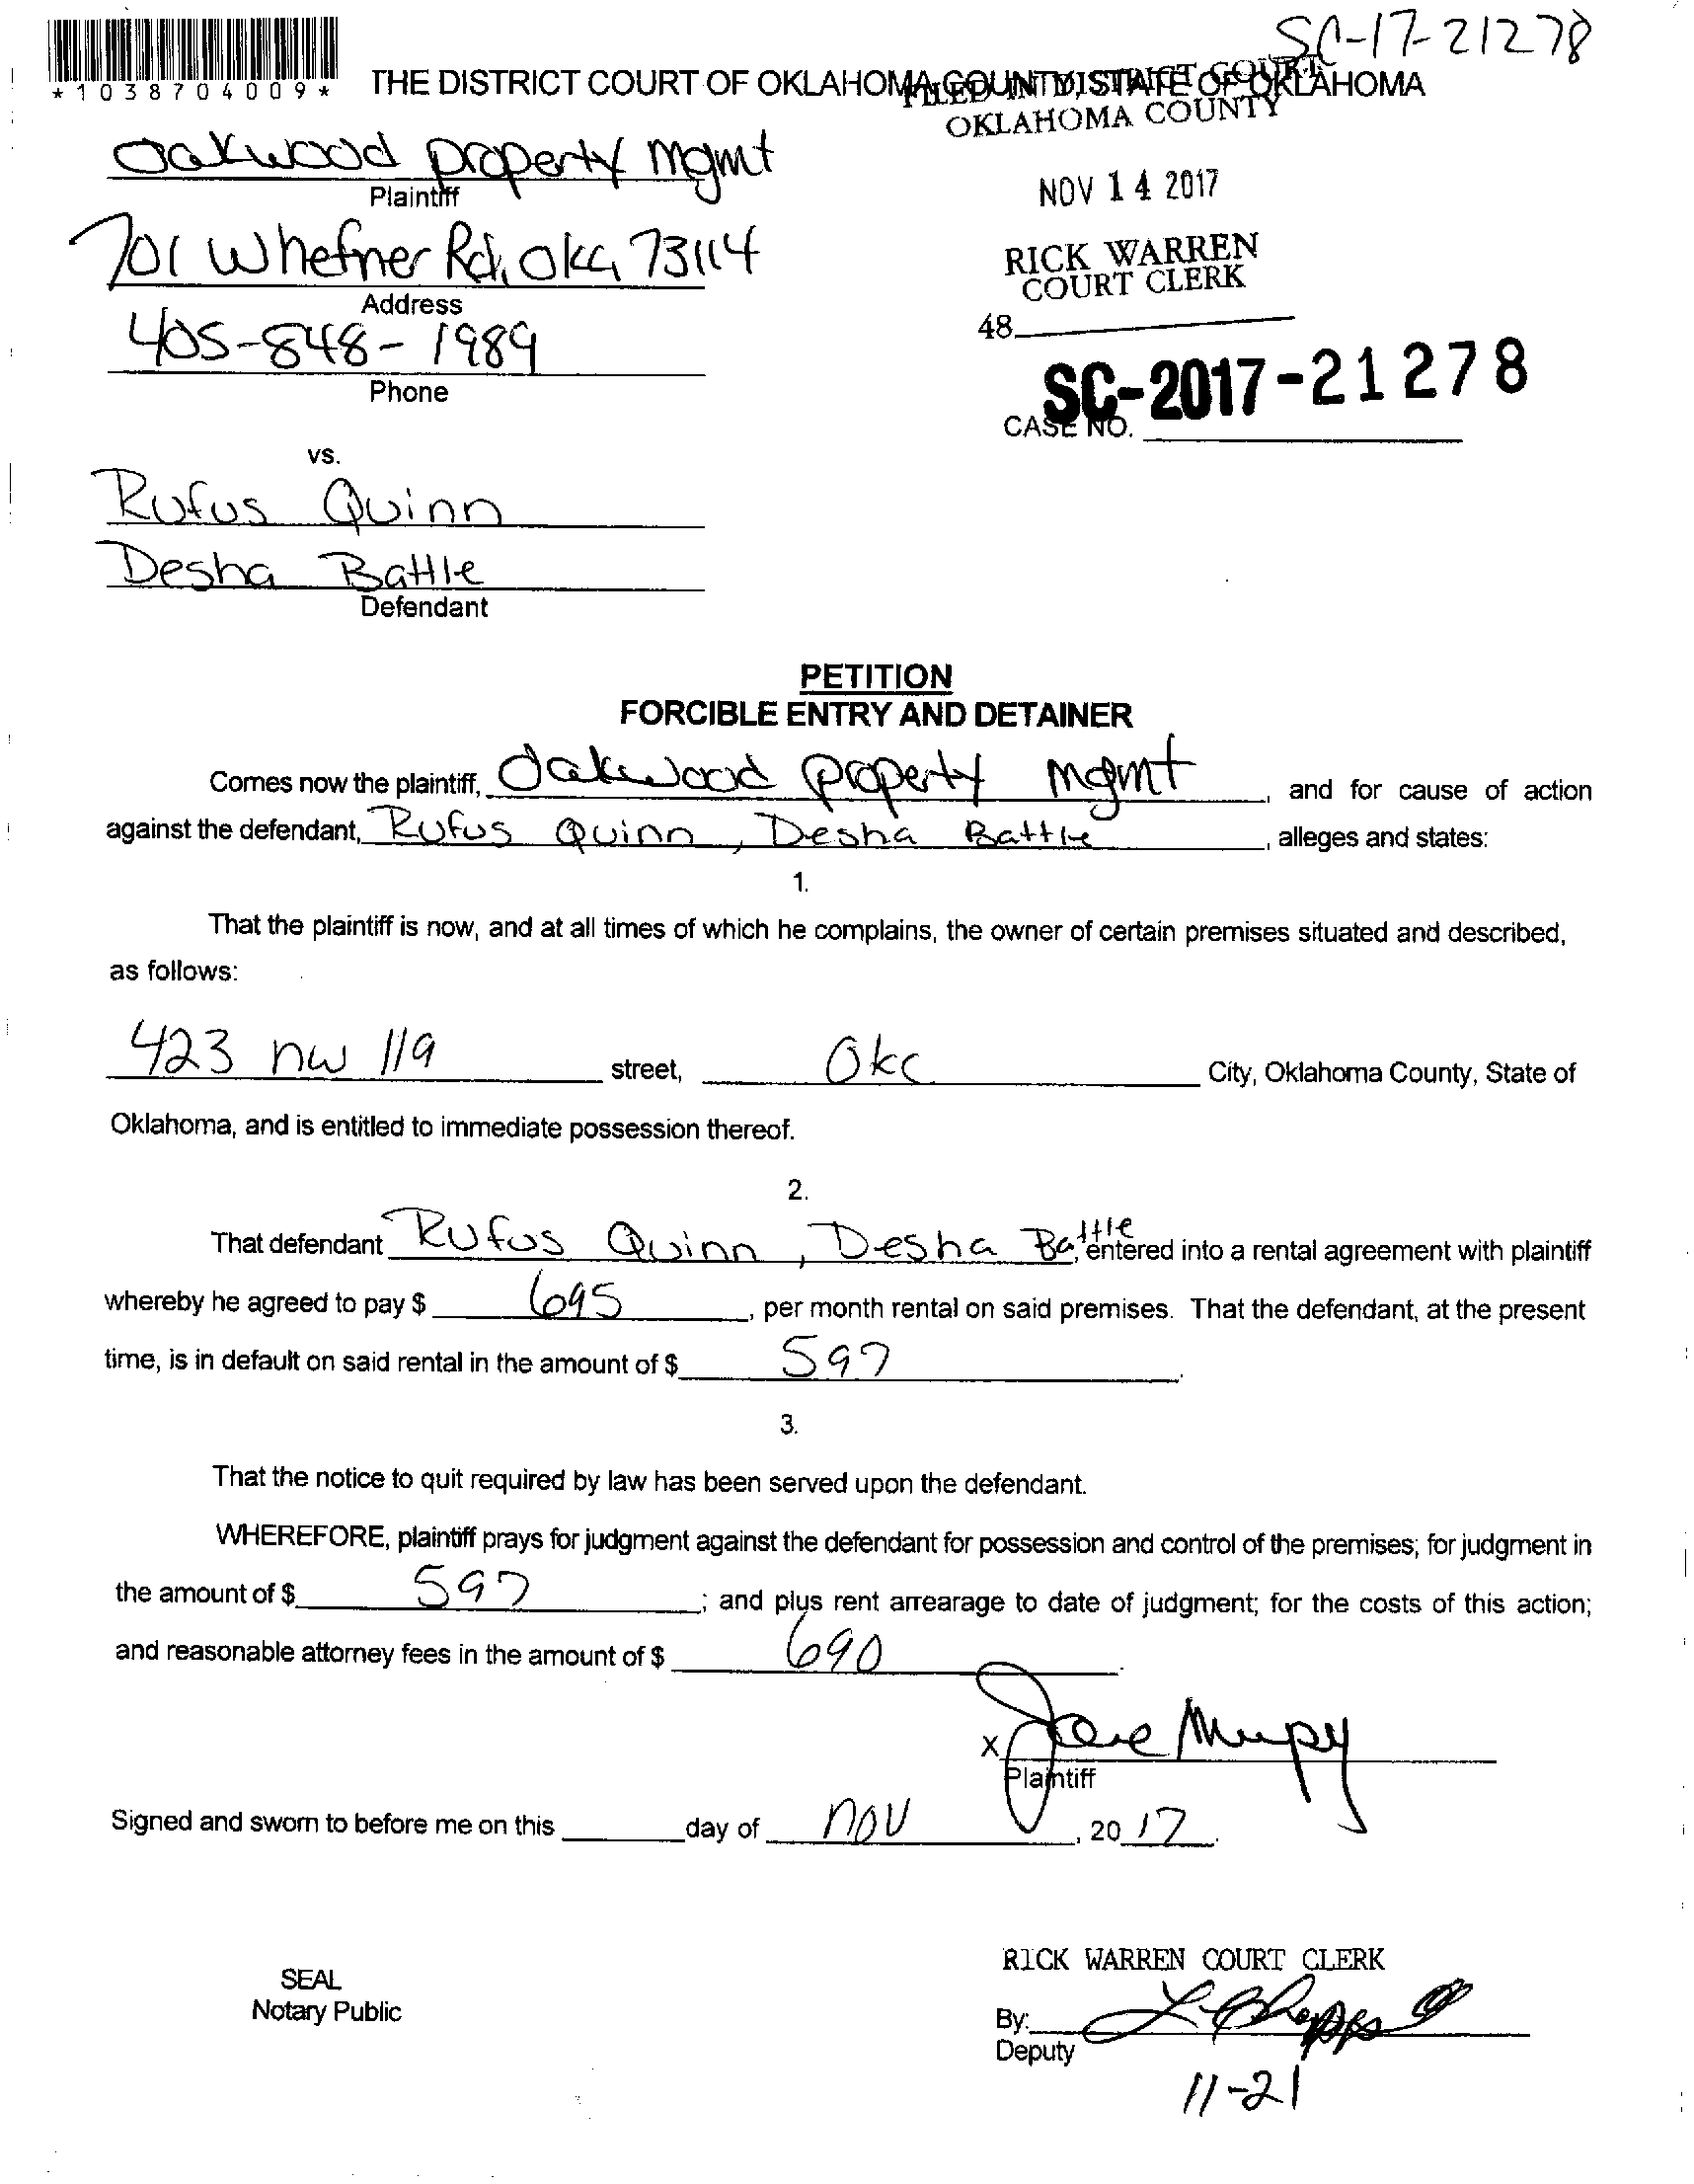 SC-17-21278
*1038704009*
THE DISTRICT COURT OF OKLAHOMA COUNTY, STATE OF OKLAHOMA
FILED IN DISTRICT COURT
OKLAHOMA COUNTY
Oakwood Property Mgmt
Plaintiff
NOV 14 2017
701 Whefner Rd, Okc, 73114
Address
RICK WARREN
COURT CLERK
405-848-1989
Phone
48
SC-2017-21278
CASE NO.
vs.
Rufus Quinn
Desha Battle
Defendant
PETITION
FORCIBLE ENTRY AND DETAINER
Comes now the plaintiff, Oakwood Property Mgmt, and for cause of action
against the defendant, Rufus Quinn, Desha Battle, alleges and states:
1.
That the plaintiff is now, and at all times of which he complains, the owner of certain premises situated and described,
as follows:
423 nw 119 street, Okc City, Oklahoma County, State of
Oklahoma, and is entitled to immediate possession thereof.
2.
That defendant Rufus Quinn, Desha Battle, entered into a rental agreement with plaintiff
whereby he agreed to pay $ 695, per month rental on said premises. That the defendant, at the present
time, is in default on said rental in the amount of $ 597.
3.
That the notice to quit required by law has been served upon the defendant.
WHEREFORE, plaintiff prays for judgment against the defendant for possession and control of the premises; for judgment in
the amount of $ 597; and plus rent arrearage to date of judgment; for the costs of this action;
and reasonable attorney fees in the amount of $ 690.
X
Plaintiff
Signed and sworn to before me on this day of nov, 20 17.
RICK WARREN COURT CLERK
SEAL
Notary Public
By:
Deputy
11-21